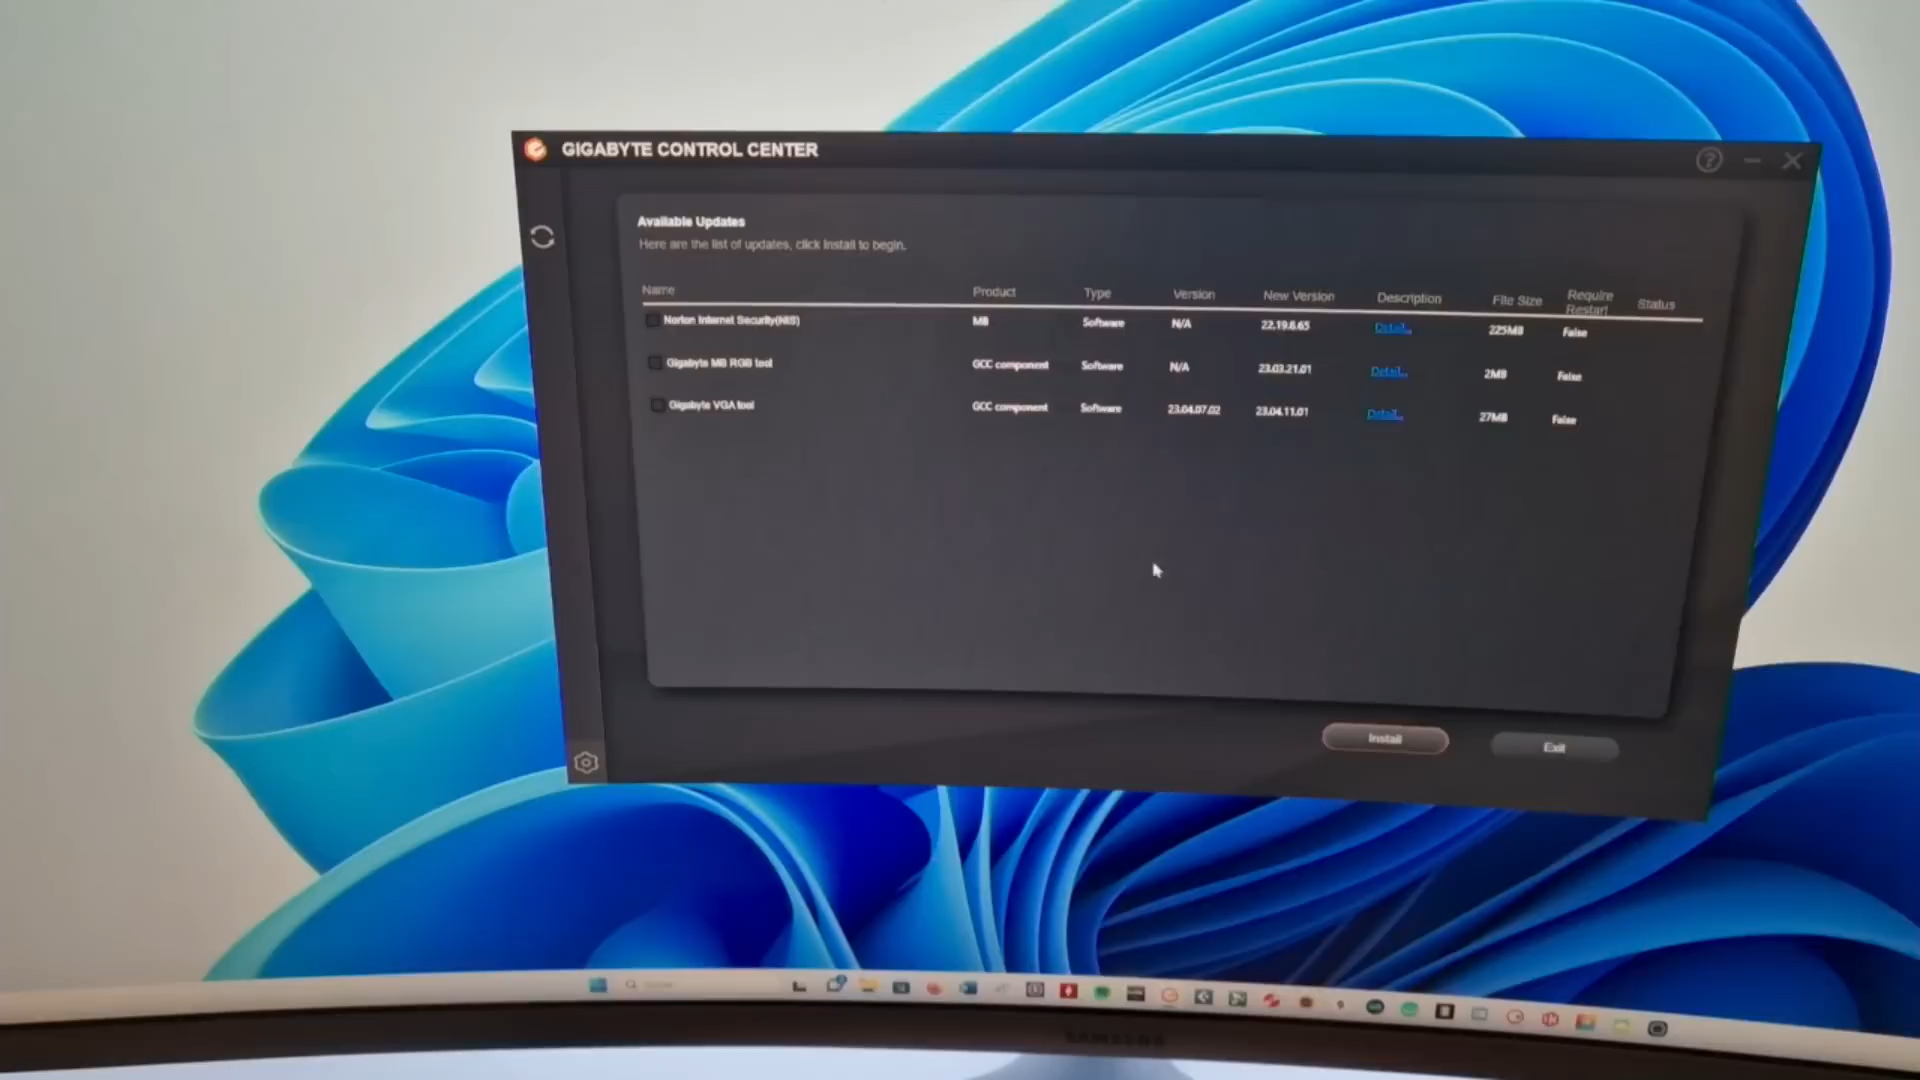 GIGABYTE CONTROL CENTER
Available Updates
Here are the list of updates, click Install to begin.
Name Product Type Version New Version Description File Size Require Restart Status
Norton Internet Security(NIS) MB Software N/A 22.19.8.65 Detail.. 225MB False
Gigabyte MB RGB tool GCC component Software N/A 23.03.21.01 Detail.. 2MB False
Gigabyte VGA tool GCC component Software 23.04.07.02 23.04.11.01 Detail.. 27MB False
Install Exit
SAMSUNG